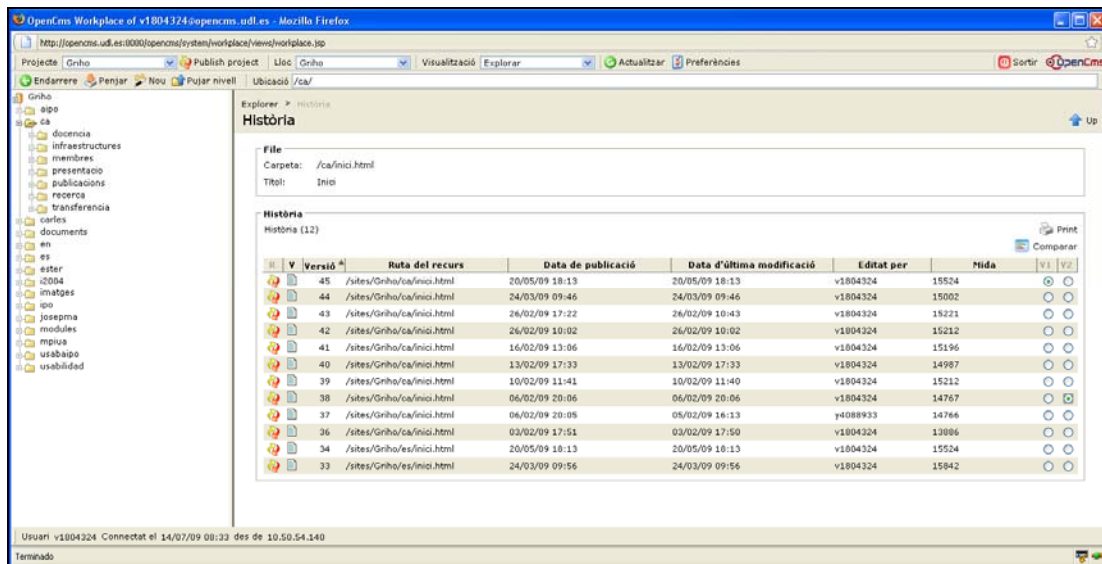 OpenCms Workplace of v1804324@opencms.udl.es - Mozilla Firefox
http://opencms.udl.es:8080/opencms/system/workplace/views/workplace.jsp
Projecte Griho Publish project Lloc Griho Visualització Explorar Actualitzar Preferències Sortir OpenCms
Endarrere Penjar Nou Pujar nivell Ubicació /ca/
Griho
aipo
ca
docencia
infraestructures
membres
presentacio
publicacions
recerca
transferencia
carles
documents
en
es
ester
i2004
imatges
ipo
josepma
modules
mpiua
usabaipo
usabilidad
Explorer > Història
Història
Up
File
Carpeta: /ca/inici.html
Títol: Inici
Història
Història (12)
Print
Comparar
R V Versió Ruta del recurs Data de publicació Data d'última modificació Editat per Mida V1 V2
45 /sites/Griho/ca/inici.html 20/05/09 18:13 20/05/09 18:13 v1804324 15524
44 /sites/Griho/ca/inici.html 24/03/09 09:46 24/03/09 09:46 v1804324 15002
43 /sites/Griho/ca/inici.html 26/02/09 17:22 26/02/09 10:43 v1804324 15221
42 /sites/Griho/ca/inici.html 26/02/09 10:02 26/02/09 10:02 v1804324 15212
41 /sites/Griho/ca/inici.html 16/02/09 13:06 16/02/09 13:06 v1804324 15196
40 /sites/Griho/ca/inici.html 13/02/09 17:33 13/02/09 17:33 v1804324 14987
39 /sites/Griho/ca/inici.html 10/02/09 11:41 10/02/09 11:40 v1804324 15212
38 /sites/Griho/ca/inici.html 06/02/09 20:06 06/02/09 20:06 v1804324 14767
37 /sites/Griho/ca/inici.html 06/02/09 20:05 05/02/09 16:13 y4088933 14766
36 /sites/Griho/ca/inici.html 03/02/09 17:51 03/02/09 17:50 v1804324 13886
34 /sites/Griho/es/inici.html 20/05/09 18:13 20/05/09 18:13 v1804324 15524
33 /sites/Griho/es/inici.html 24/03/09 09:56 24/03/09 09:56 v1804324 15842
Usuari v1804324 Connectat el 14/07/09 08:33 des de 10.50.54.140
Terminado